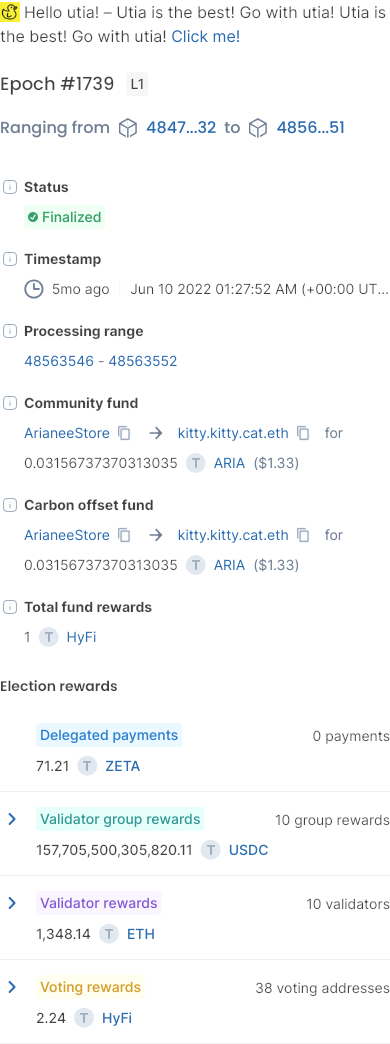 Hello utia! – Utia is the best! Go with utia! Utia is
the best! Go with utia! Click me!
Epoch #1739 L1
Ranging from 4847...32 to 4856...51
Status
Finalized
Timestamp
5mo ago Jun 10 2022 01:27:52 AM (+00:00 UT...
Processing range
48563546 - 48563552
Community fund
ArianeeStore → kitty.kitty.cat.eth for
0.03156737370313035 T ARIA ($1.33)
Carbon offset fund
ArianeeStore → kitty.kitty.cat.eth for
0.03156737370313035 T ARIA ($1.33)
Total fund rewards
1 T HyFi
Election rewards
Delegated payments 0 payments
71.21 T ZETA
Validator group rewards 10 group rewards
157,705,500,305,820.11 T USDC
Validator rewards 10 validators
1,348.14 T ETH
Voting rewards 38 voting addresses
2.24 T HyFi